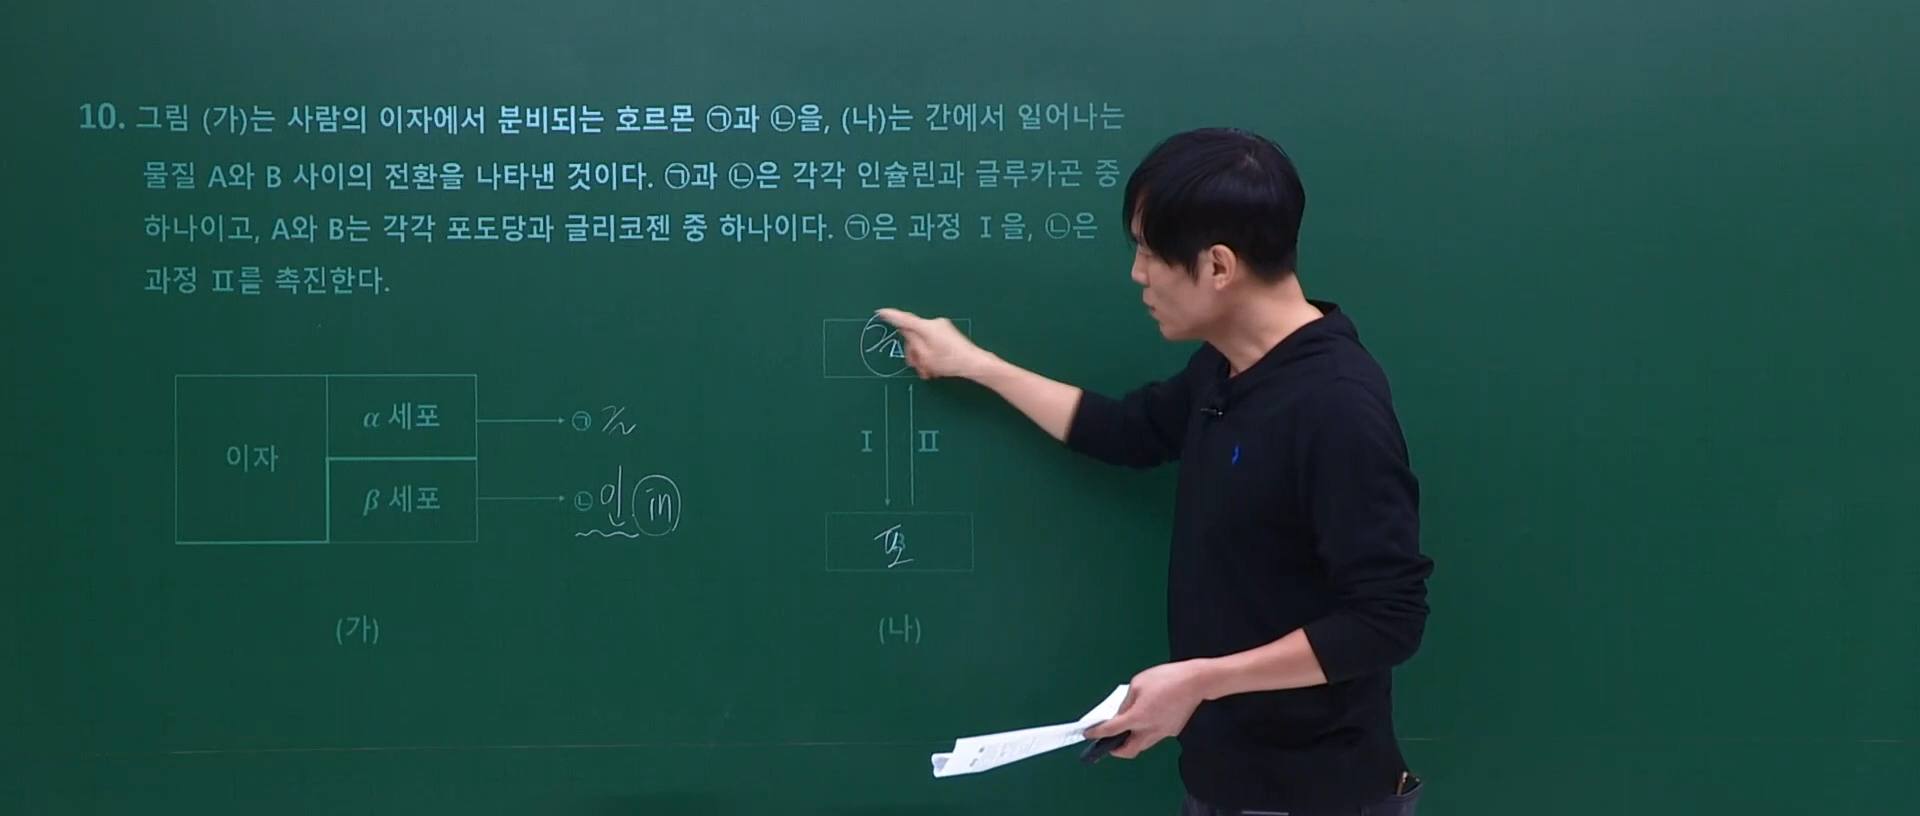 10. 그림 (가)는 사람의 이자에서 분비되는 호르몬 ㉠과 ㉡을, (나)는 간에서 일어나는
물질 A와 B 사이의 전환을 나타낸 것이다. ㉠과 ㉡은 각각 인슐린과 글루카곤 중
하나이고, A와 B는 각각 포도당과 글리코젠 중 하나이다. ㉠은 과정 Ⅰ을, ㉡은
과정 Ⅱ를 촉진한다.
이자
α 세포
㉠
β 세포
㉡ 인 in
(가)
A
Ⅰ Ⅱ
포
(나)